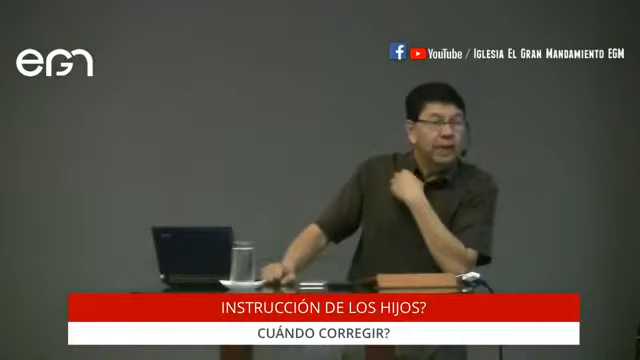 EGM
YouTube / Iglesia El Gran Mandamiento EGM
INSTRUCCIÓN DE LOS HIJOS?
CUÁNDO CORREGIR?